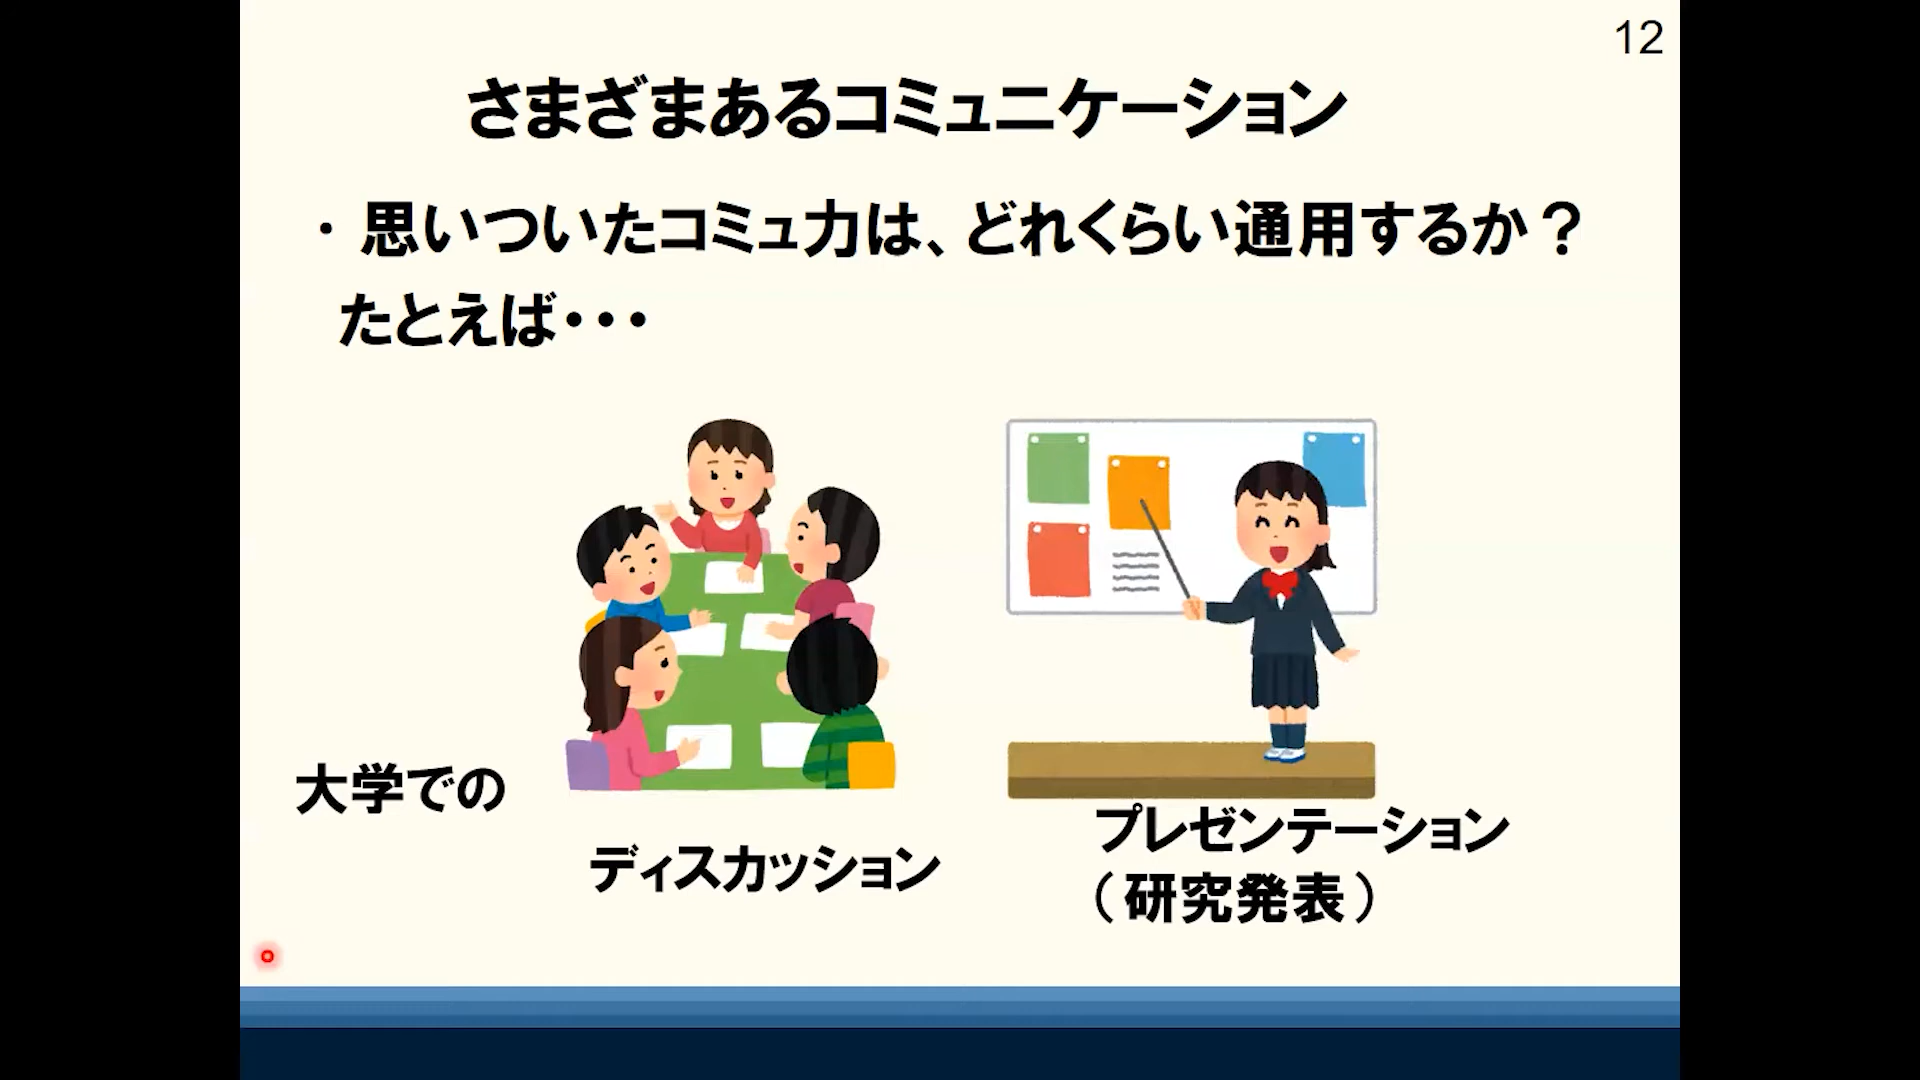 12
さまざまあるコミュニケーション
・思いついたコミュ力は、どれくらい通用するか？
たとえば・・・
大学での
ディスカッション
プレゼンテーション
（研究発表）